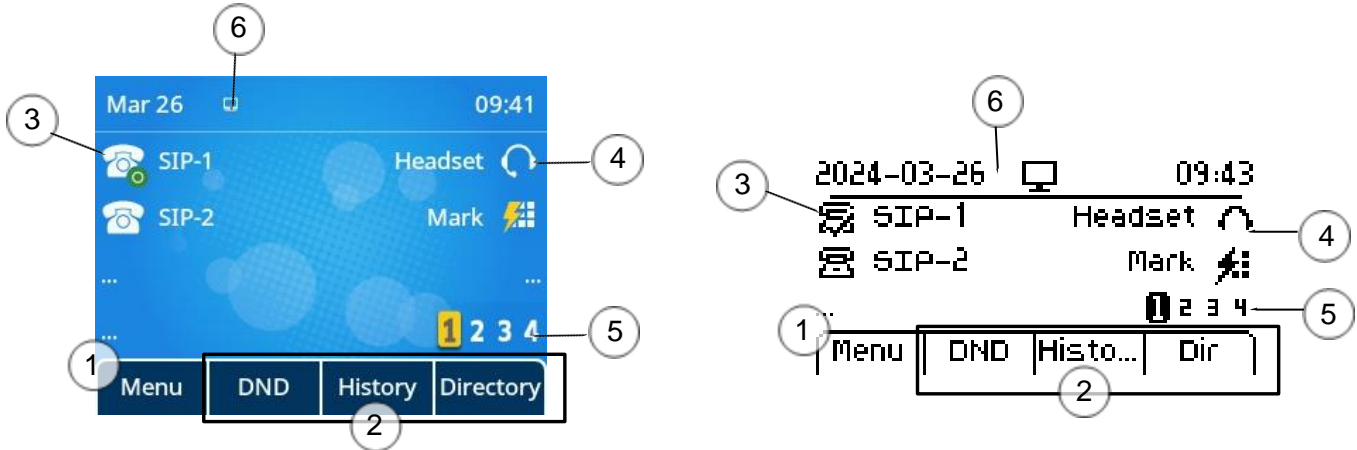 6
Mar 26 09:41
3
SIP-1 Headset
4
SIP-2 Mark
...
...
...
1 2 3 4
5
1
Menu DND History Directory
2
6
2024-03-26 09:43
3
SIP-1 Headset
4
SIP-2 Mark
...
1 2 3 4
5
1
Menu DND Histo... Dir
2